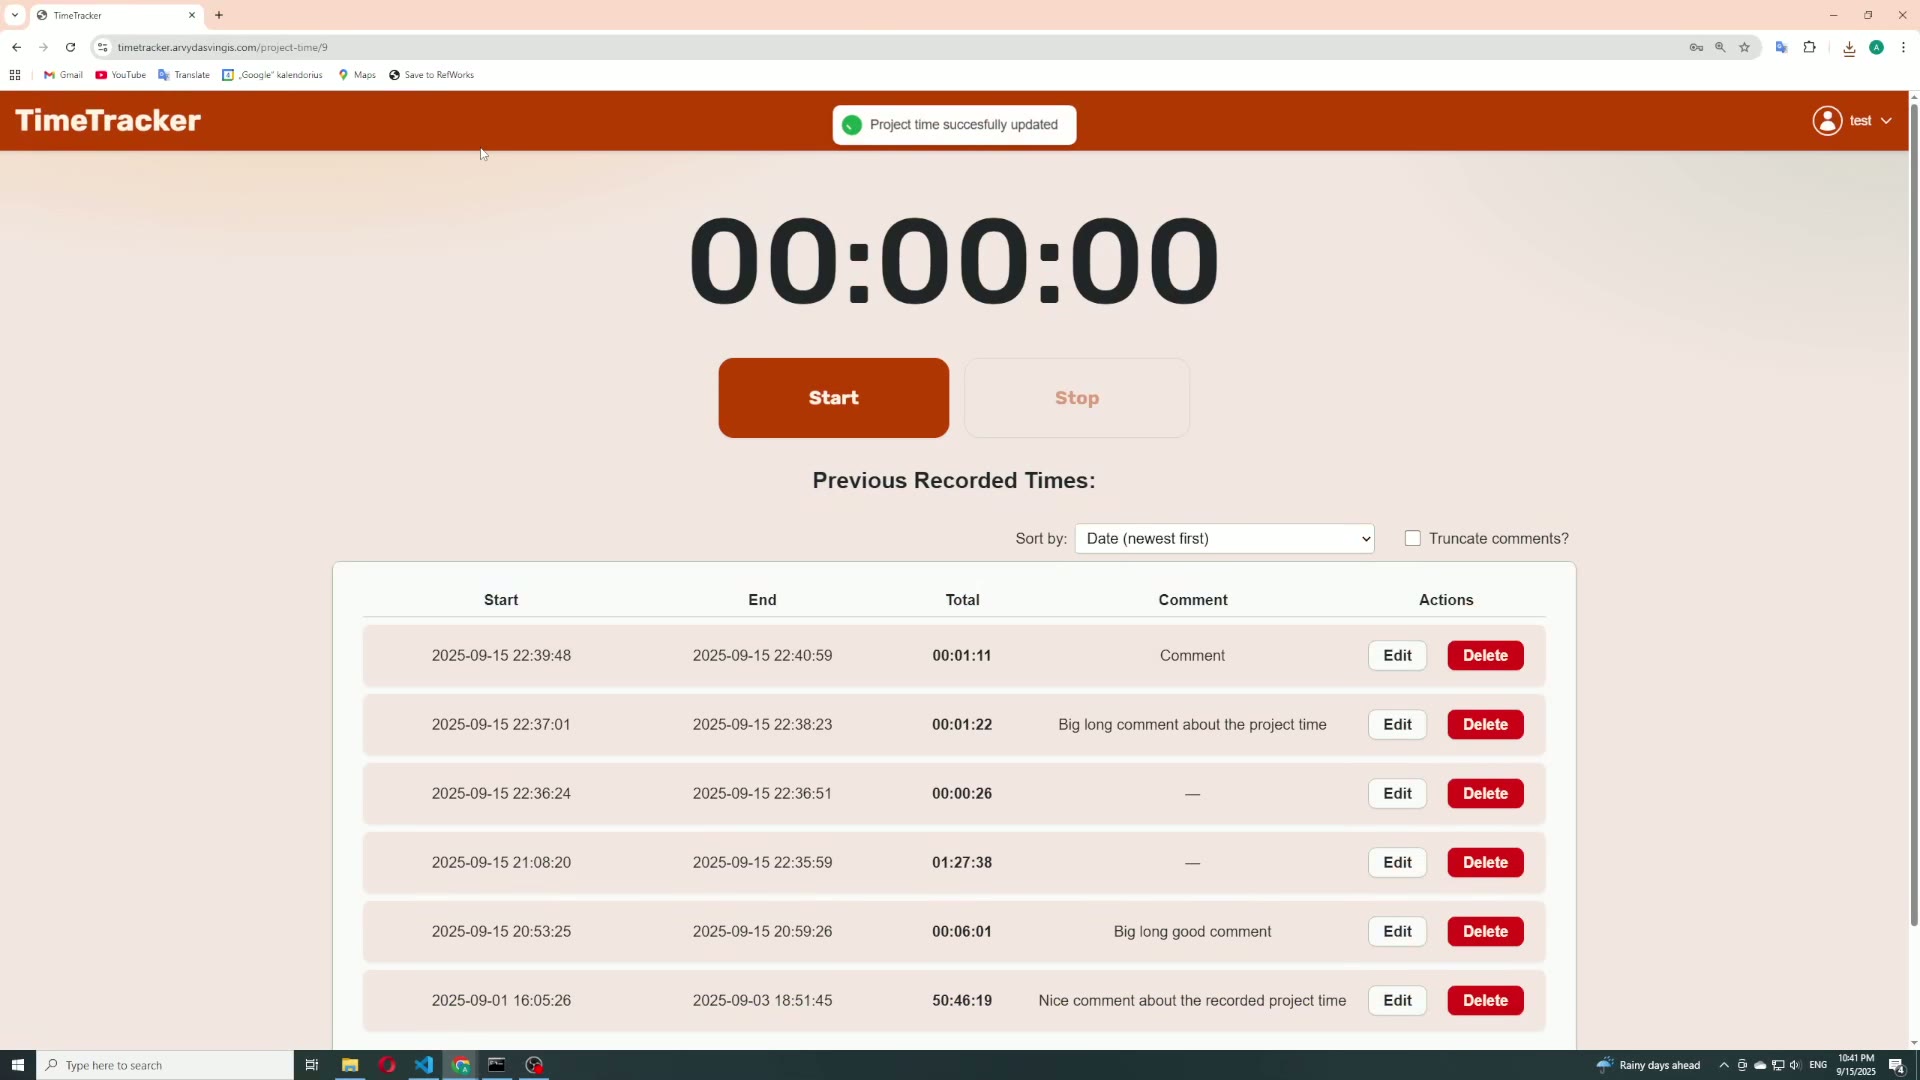 TimeTracker
timetracker.arvydasvingis.com/project-time/9
A
Gmail
YouTube
Translate
„Google“ kalendorius
Maps
Save to RefWorks
TimeTracker
Project time succesfully updated
test
00:00:00
Start
Stop
Previous Recorded Times:
Sort by:
Date (newest first)
Truncate comments?
Start End Total Comment Actions
2025-09-15 22:39:48 2025-09-15 22:40:59 00:01:11 Comment Edit Delete
2025-09-15 22:37:01 2025-09-15 22:38:23 00:01:22 Big long comment about the project time Edit Delete
2025-09-15 22:36:24 2025-09-15 22:36:51 00:00:26 — Edit Delete
2025-09-15 21:08:20 2025-09-15 22:35:59 01:27:38 — Edit Delete
2025-09-15 20:53:25 2025-09-15 20:59:26 00:06:01 Big long good comment Edit Delete
2025-09-01 16:05:26 2025-09-03 18:51:45 50:46:19 Nice comment about the recorded project time Edit Delete
Type here to search
Rainy days ahead
ENG
10:41 PM
9/15/2025
4